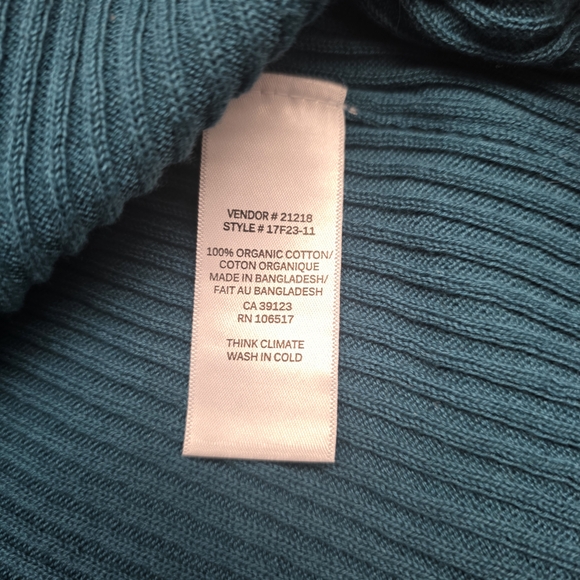 VENDOR # 21218
STYLE # 17F23-11
100% ORGANIC COTTON/
COTON ORGANIQUE
MADE IN BANGLADESH/
FAIT AU BANGLADESH
CA 39123
RN 106517
THINK CLIMATE
WASH IN COLD